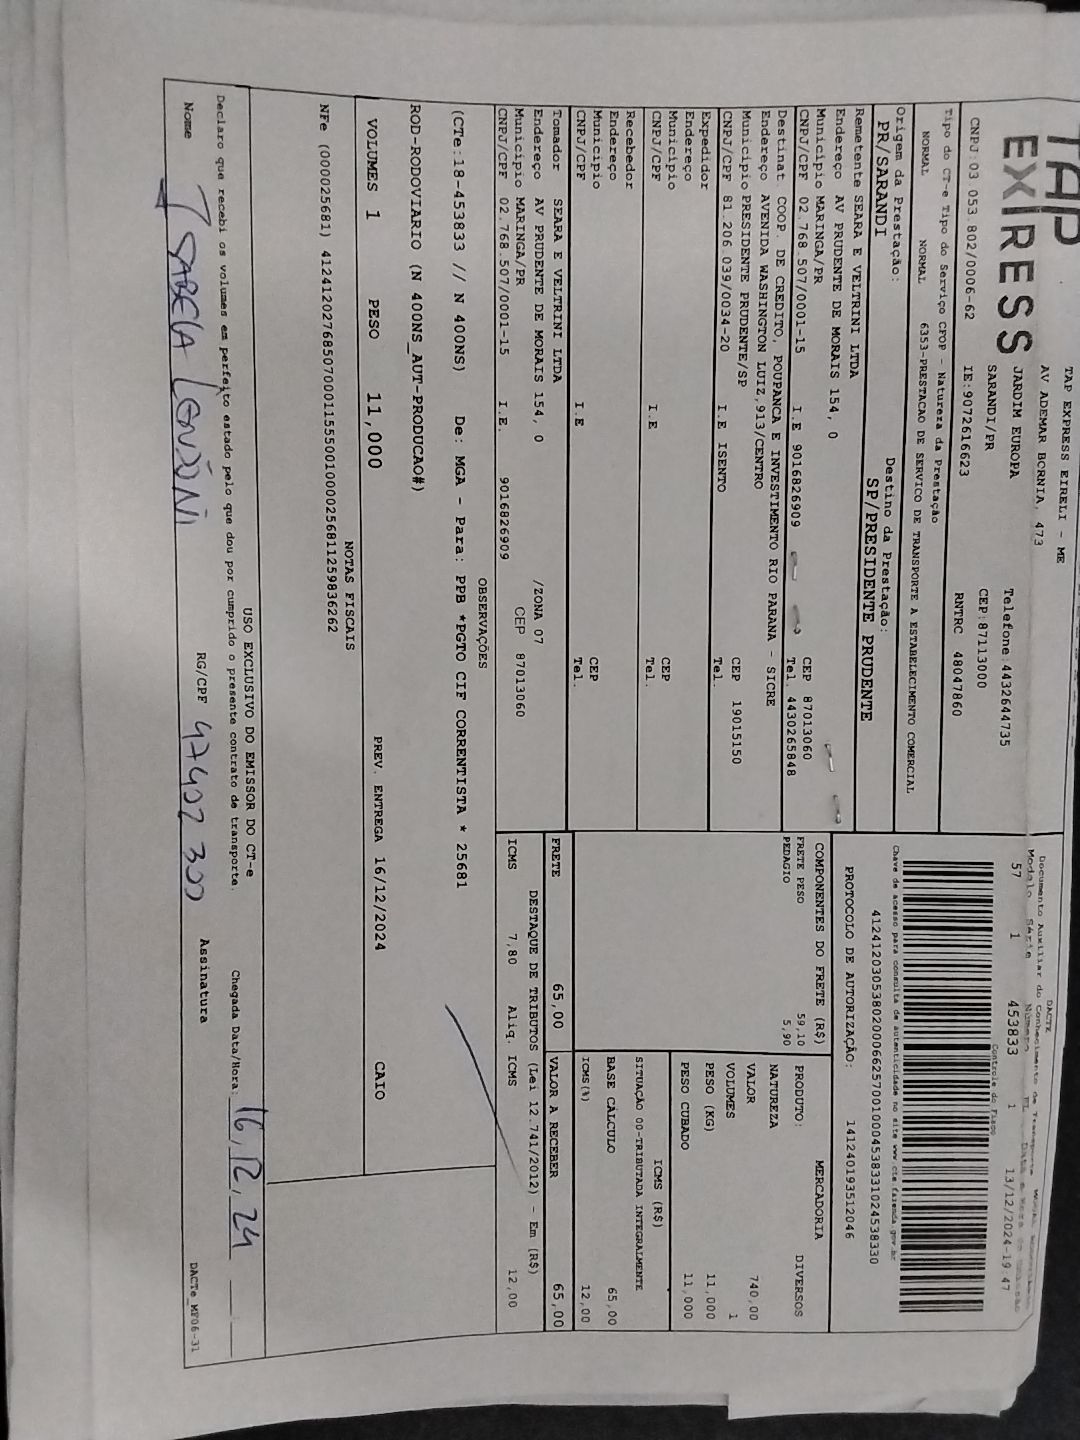 TAP
EXPRESS
TAP EXPRESS EIRELI - ME
AV ADEMAR BORNIA, 473
JARDIM EUROPA
SARANDI/PR
Telefone:4432644735
CEP:87113000
CNPJ:03.053.802/0006-62 IE:9072616623 RNTRC 48047860
DACTE
Documento Auxiliar do Conhecimento de Transporte
Modelo Série Número FL
57 1 453833 1 13/12/2024-19:47
Controle do Fisco
Tipo do CT-e Tipo do Serviço CFOP - Natureza da Prestação
NORMAL NORMAL 6353-PRESTACAO DE SERVICO DE TRANSPORTE A ESTABELECIMENTO COMERCIAL
Chave de acesso para consulta de autenticidade no site www.cte.fazenda.gov.br
41241203053802000662570010004538331024538330
PROTOCOLO DE AUTORIZAÇÃO: 141240193512046
Origem da Prestação: Destino da Prestação:
PR/SARANDI SP/PRESIDENTE PRUDENTE
Remetente SEARA E VELTRINI LTDA
Endereço AV PRUDENTE DE MORAIS 154, 0
Município MARINGA/PR CEP 87013060
CNPJ/CPF 02.768.507/0001-15 I.E 9016826909 Tel. 4430265848
Destinat. COOP. DE CREDITO, POUPANCA E INVESTIMENTO RIO PARANA - SICRE
Endereço AVENIDA WASHINGTON LUIZ,913/CENTRO
Município PRESIDENTE PRUDENTE/SP CEP 19015150
CNPJ/CPF 81.206.039/0034-20 I.E ISENTO Tel.
Expedidor
Endereço
Município CEP
CNPJ/CPF I.E Tel.
Recebedor
Endereço
Município CEP
CNPJ/CPF I.E Tel.
Tomador SEARA E VELTRINI LTDA
Endereço AV PRUDENTE DE MORAIS 154, 0 /ZONA 07
Município MARINGA/PR CEP 87013060
CNPJ/CPF 02.768.507/0001-15 I.E. 9016826909
COMPONENTES DO FRETE (R$)
FRETE PESO 59,10
PEDAGIO 5,90
PRODUTO: MERCADORIA
NATUREZA DIVERSOS
VALOR 740,00
VOLUMES 1
PESO (KG) 11,000
PESO CUBADO 11,000
ICMS (R$)
SITUAÇÃO 00-TRIBUTADA INTEGRALMENTE
BASE CÁLCULO 65,00
ICMS(%) 12,00
FRETE 65,00 VALOR A RECEBER 65,00
DESTAQUE DE TRIBUTOS (Lei 12.741/2012) - Em (R$)
ICMS 7,80 Aliq. ICMS 12,00
OBSERVAÇÕES
(CTe:18-453833 // N 400NS) De: MGA - Para: PPB *PGTO CIF CORRENTISTA * 25681
ROD-RODOVIARIO (N 400NS_AUT-PRODUCAO#)
VOLUMES 1 PESO 11,000 PREV. ENTREGA 16/12/2024 CAIO
NOTAS FISCAIS
NFe (000025681) 41241202768507000115550010000256811259836262
USO EXCLUSIVO DO EMISSOR DO CT-e
Declaro que recebi os volumes em perfeito estado pelo que dou por cumprido o presente contrato de transporte. Chegada Data/Hora: 16/12/24
Nome ISABELA RG/CPF 47402300 Assinatura
DACTe_MF06-31